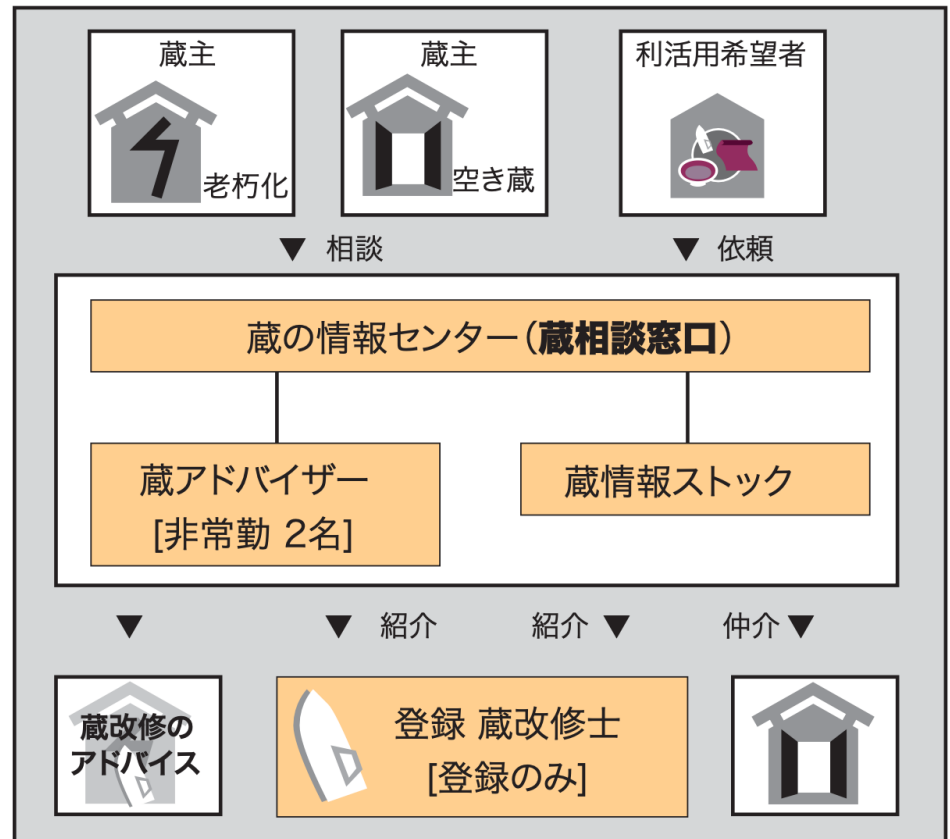 蔵主
老朽化
蔵主
空き蔵
利活用希望者
▼ 相談
▼ 依頼
蔵の情報センター（蔵相談窓口）
蔵アドバイザー
[非常勤 2名]
蔵情報ストック
▼
▼ 紹介
紹介 ▼
仲介 ▼
蔵改修の
アドバイス
登録 蔵改修士
[登録のみ]